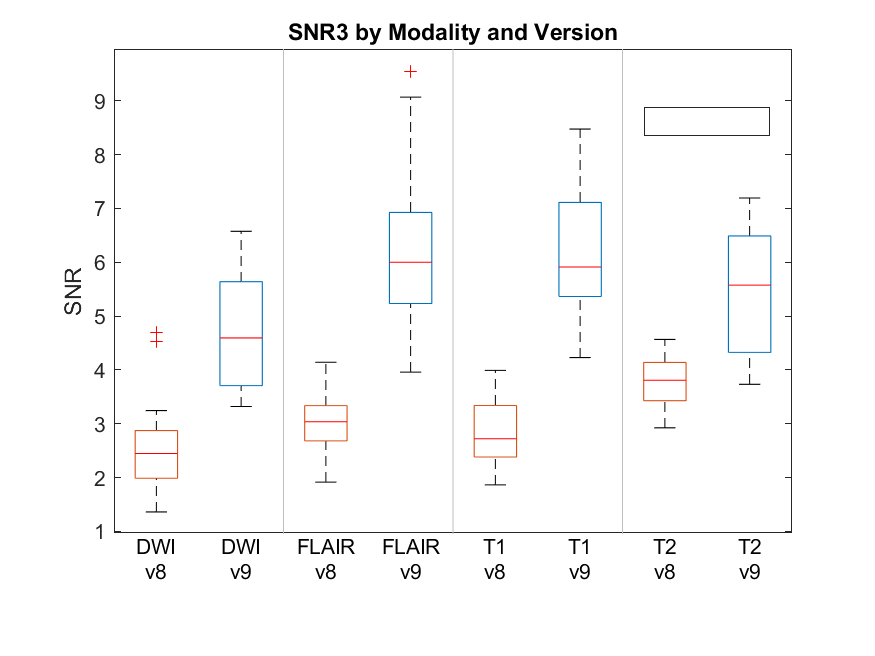 SNR3 by Modality and Version
SNR
9
8
7
6
5
4
3
2
1
DWI DWI FLAIR FLAIR T1 T1 T2 T2
v8 v9 v8 v9 v8 v9 v8 v9